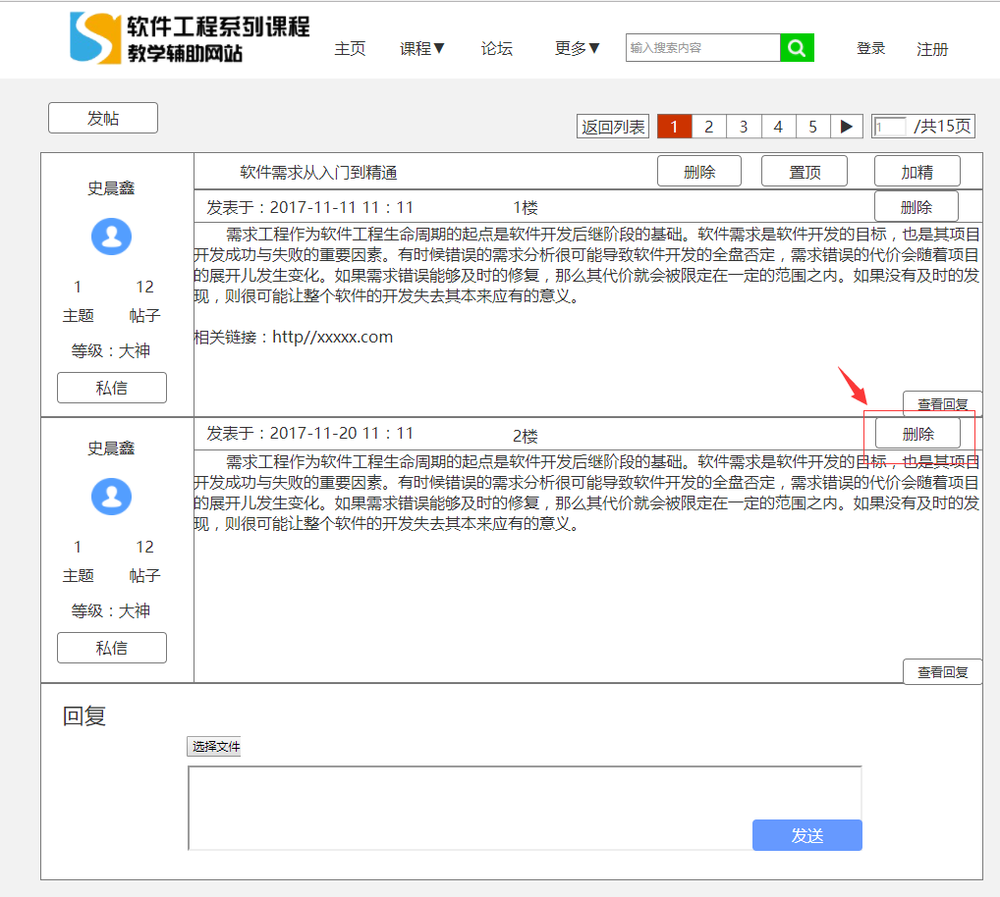 软件工程系列课程
教学辅助网站
主页 课程▼ 论坛 更多▼ 输入搜索内容 登录 注册
发帖
返回列表 1 2 3 4 5 ▶ 1 /共15页
史晨鑫
1 12
主题 帖子
等级：大神
私信
软件需求从入门到精通 删除 置顶 加精
发表于：2017-11-11 11：11 1楼 删除
需求工程作为软件工程生命周期的起点是软件开发后继阶段的基础。软件需求是软件开发的目标，也是其项目
开发成功与失败的重要因素。有时候错误的需求分析很可能导致软件开发的全盘否定，需求错误的代价会随着项目
的展开儿发生变化。如果需求错误能够及时的修复，那么其代价就会被限定在一定的范围之内。如果没有及时的发
现，则很可能让整个软件的开发失去其本来应有的意义。
相关链接：http//xxxxx.com
查看回复
史晨鑫
1 12
主题 帖子
等级：大神
私信
发表于：2017-11-20 11：11 2楼 删除
需求工程作为软件工程生命周期的起点是软件开发后继阶段的基础。软件需求是软件开发的目标，也是其项目
开发成功与失败的重要因素。有时候错误的需求分析很可能导致软件开发的全盘否定，需求错误的代价会随着项目
的展开儿发生变化。如果需求错误能够及时的修复，那么其代价就会被限定在一定的范围之内。如果没有及时的发
现，则很可能让整个软件的开发失去其本来应有的意义。
查看回复
回复
选择文件
发送